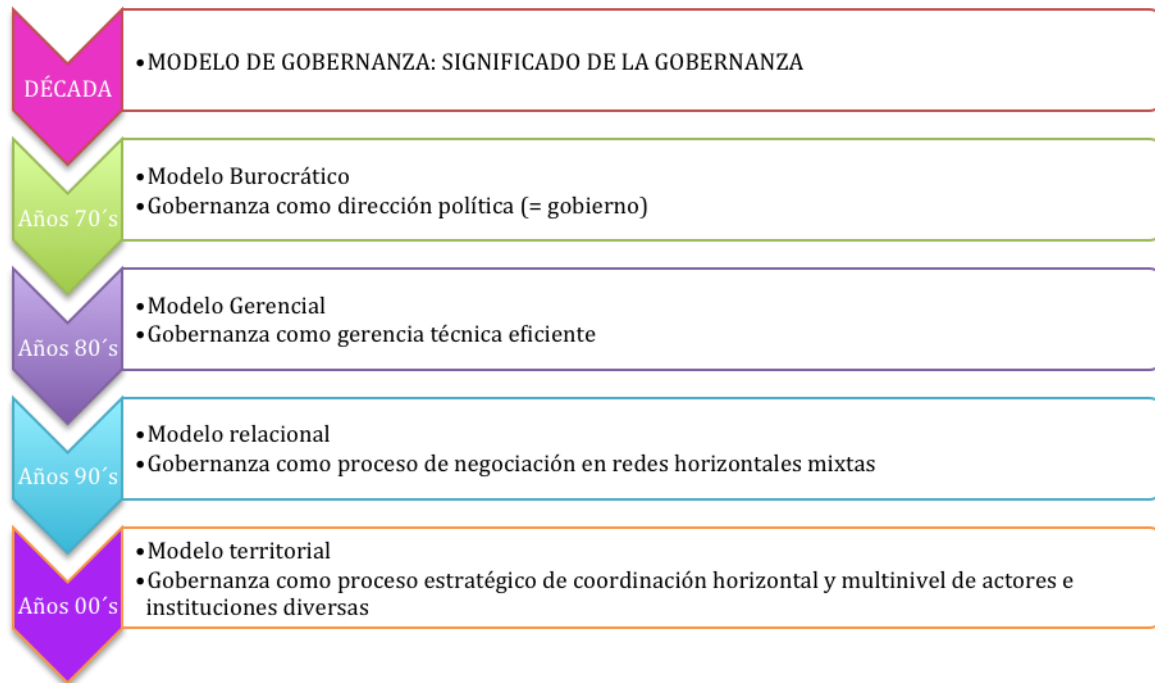 DÉCADA
•MODELO DE GOBERNANZA: SIGNIFICADO DE LA GOBERNANZA
Años 70´s
•Modelo Burocrático
•Gobernanza como dirección política (= gobierno)
Años 80´s
•Modelo Gerencial
•Gobernanza como gerencia técnica eficiente
Años 90´s
•Modelo relacional
•Gobernanza como proceso de negociación en redes horizontales mixtas
Años 00´s
•Modelo territorial
•Gobernanza como proceso estratégico de coordinación horizontal y multinivel de actores e
instituciones diversas